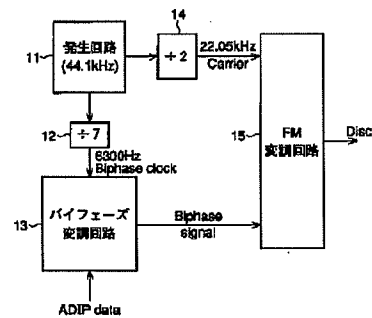 14
発生回路
(44.1kHz)
11
÷2
22.05kHz
Carrier
12
÷7
6300Hz
Biphase clock
15
FM
変調回路
Disc
13
バイフェーズ
変調回路
Biphase
signal
ADIP data